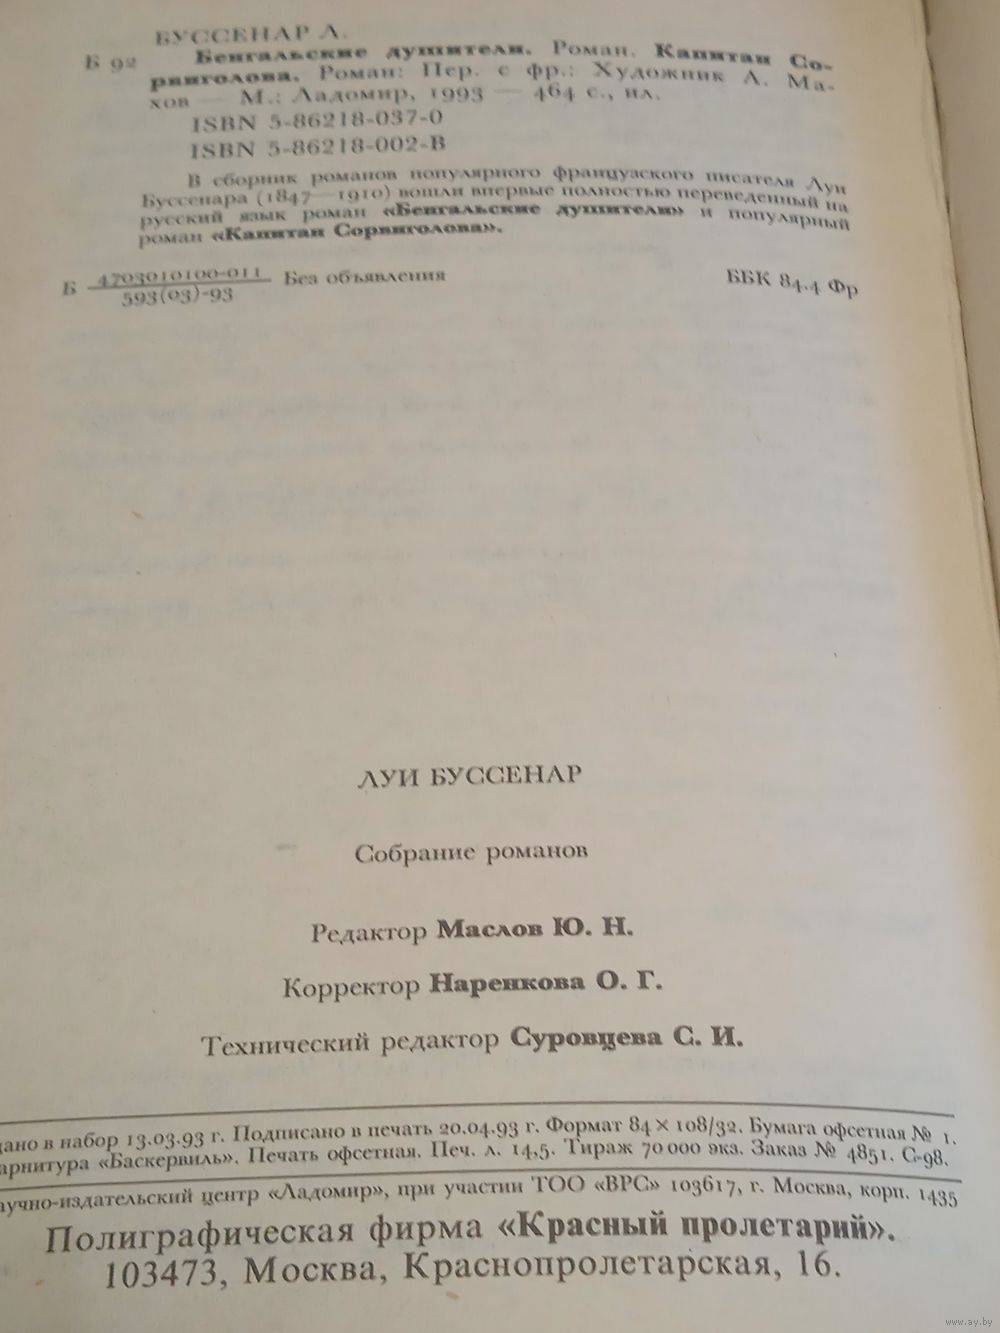 БУССЕНАР Л.
Б 92 Бенгальские душители. Роман. Капитан Со-
рвиголова. Роман: Пер. с фр.: Художник А. Ма-
хов — М.: Ладомир, 1993 — 464 с., ил.
ISBN 5-86218-037-0
ISBN 5-86218-002-В
В сборник романов популярного французского писателя Луи
Буссенара (1847—1910) вошли впервые полностью переведенный на
русский язык роман «Бенгальские душители» и популярный
роман «Капитан Сорвиголова».
Б 4703010100-011 Без объявления ББК 84.4 Фр
593(03)-93
ЛУИ БУССЕНАР
Собрание романов
Редактор Маслов Ю. Н.
Корректор Наренкова О. Г.
Технический редактор Суровцева С. И.
дано в набор 13.03.93 г. Подписано в печать 20.04.93 г. Формат 84 × 108/32. Бумага офсетная № 1.
арнитура «Баскервиль». Печать офсетная. Печ. л. 14,5. Тираж 70 000 экз. Заказ № 4851. С-98.
аучно-издательский центр «Ладомир», при участии ТОО «ВРС» 103617, г. Москва, корп. 1435
Полиграфическая фирма «Красный пролетарий».
103473, Москва, Краснопролетарская, 16.
www.ay.by